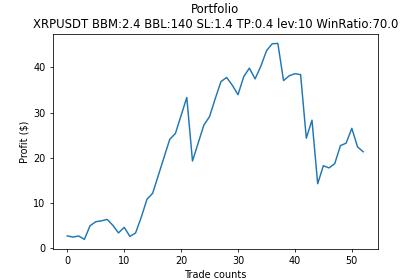 Portfolio
XRPUSDT BBM:2.4 BBL:140 SL:1.4 TP:0.4 lev:10 WinRatio:70.0
Profit ($)
40
30
20
10
0
0 10 20 30 40 50
Trade counts